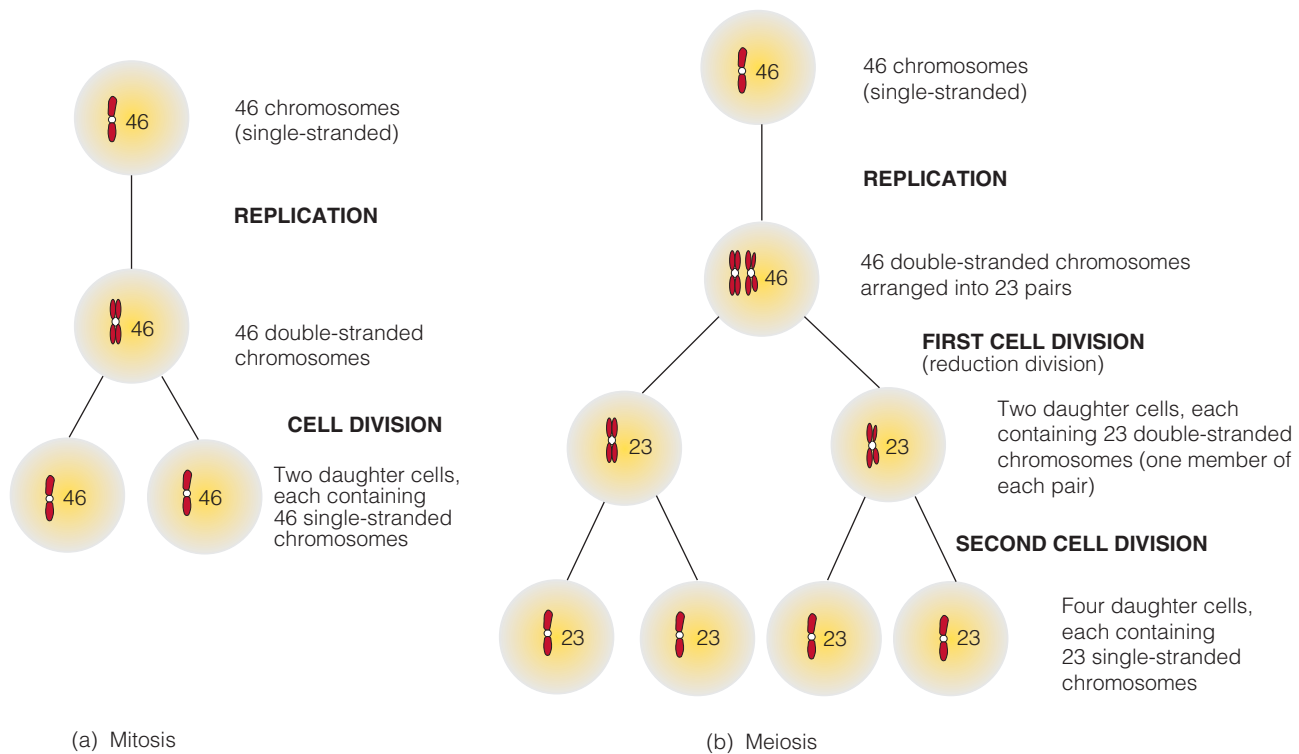 46
46 chromosomes
(single-stranded)
REPLICATION
46
46 double-stranded
chromosomes
CELL DIVISION
46
46
Two daughter cells,
each containing
46 single-stranded
chromosomes
(a) Mitosis
46
46 chromosomes
(single-stranded)
REPLICATION
46
46 double-stranded chromosomes
arranged into 23 pairs
FIRST CELL DIVISION
(reduction division)
23
23
Two daughter cells, each
containing 23 double-stranded
chromosomes (one member of
each pair)
SECOND CELL DIVISION
23
23
23
23
Four daughter cells,
each containing
23 single-stranded
chromosomes
(b) Meiosis